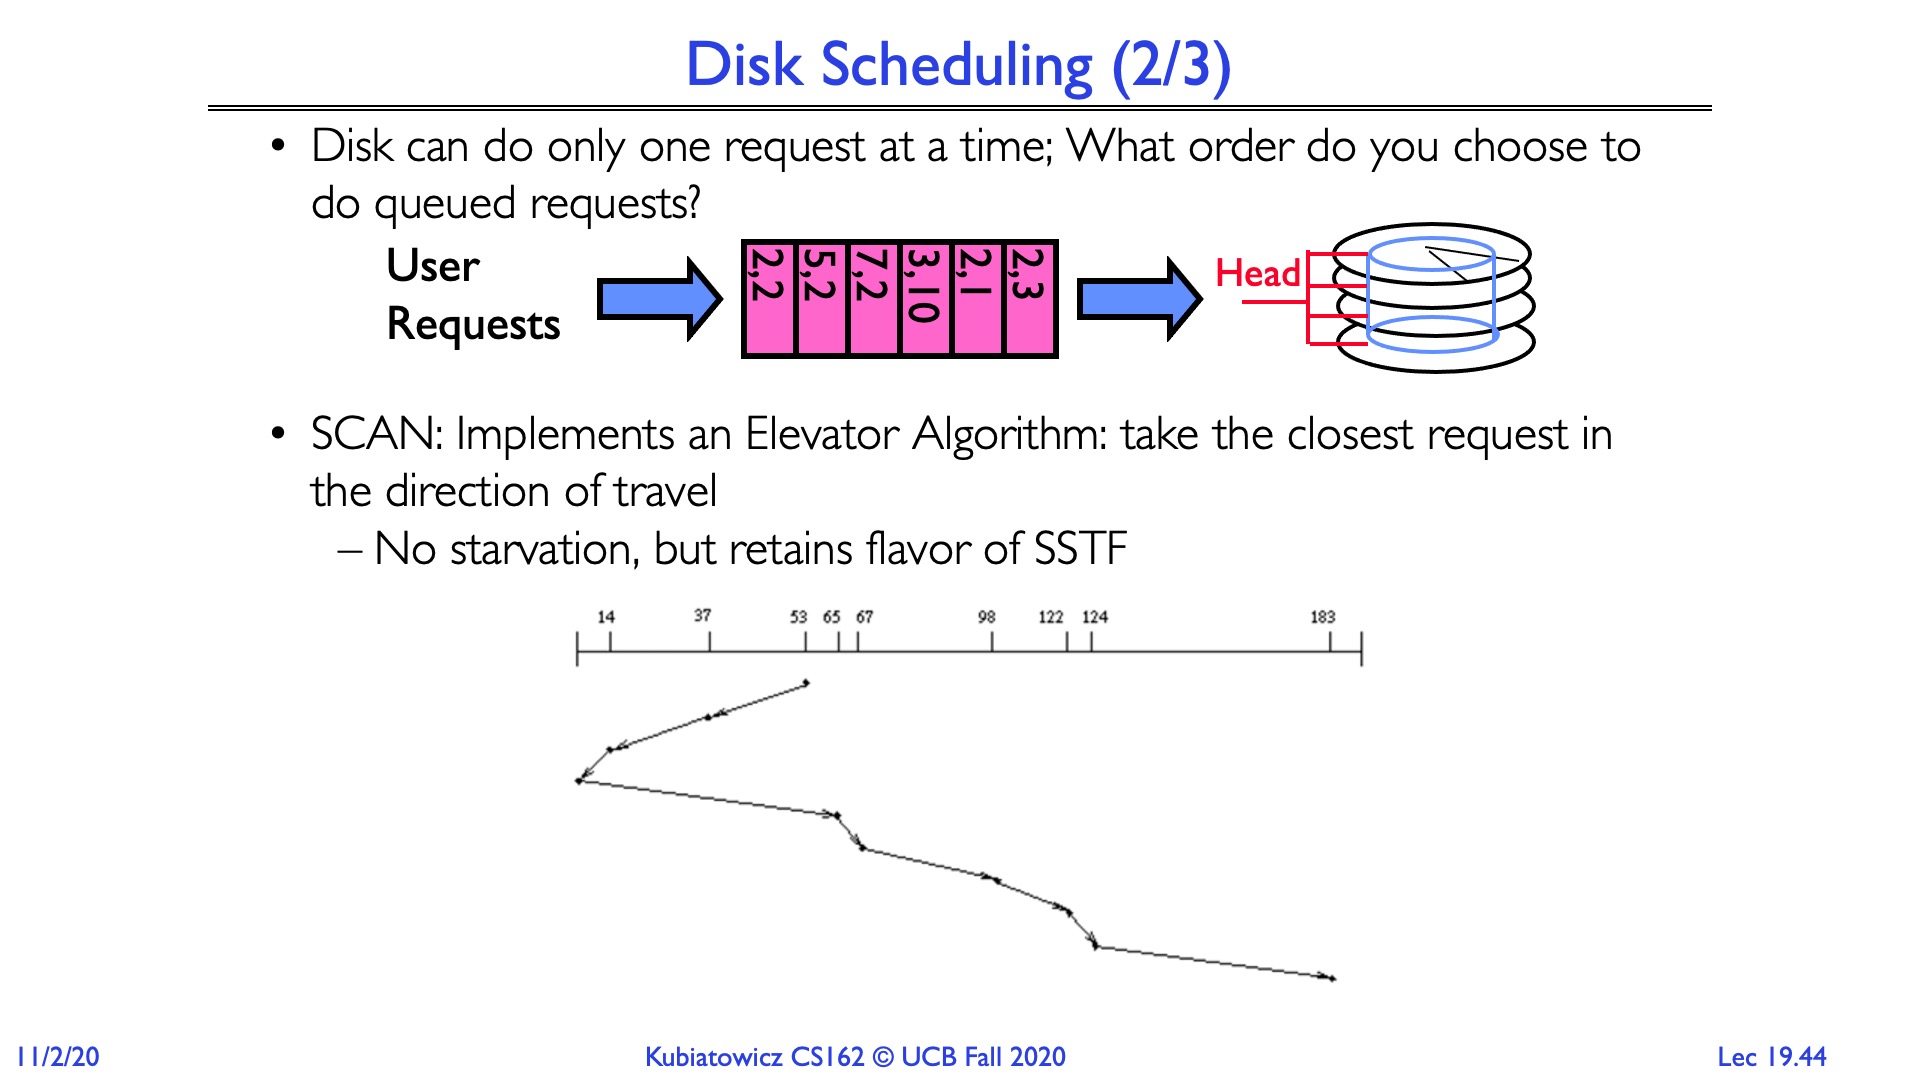 Disk Scheduling (2/3)
• Disk can do only one request at a time; What order do you choose to
do queued requests?
User
Requests
2,2
5,2
7,2
3,10
2,1
2,3
Head
• SCAN: Implements an Elevator Algorithm: take the closest request in
the direction of travel
– No starvation, but retains flavor of SSTF
14 37 53 65 67 98 122 124 183
11/2/20
Kubiatowicz CS162 © UCB Fall 2020
Lec 19.44